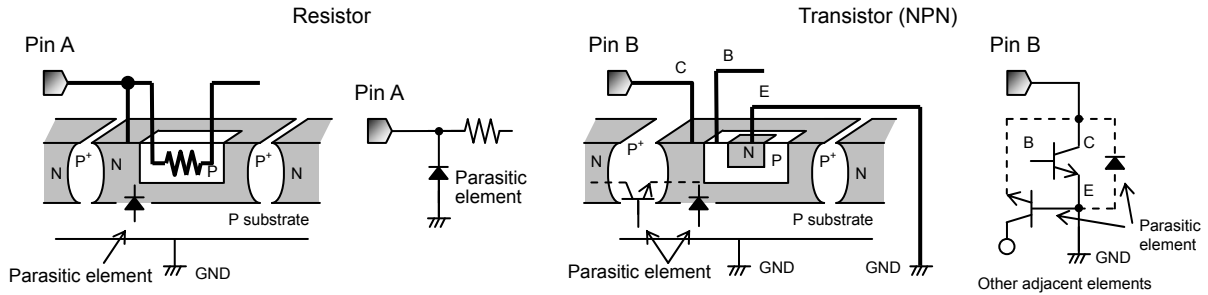 Resistor
Transistor (NPN)
Pin A
Pin A
N
P+
N
P
P+
N
Parasitic element
P substrate
Parasitic element
GND
Pin B
C
B
E
N
P+
N
P
P+
N
P substrate
Parasitic element
GND
GND
Pin B
B
C
E
Parasitic element
GND
Other adjacent elements